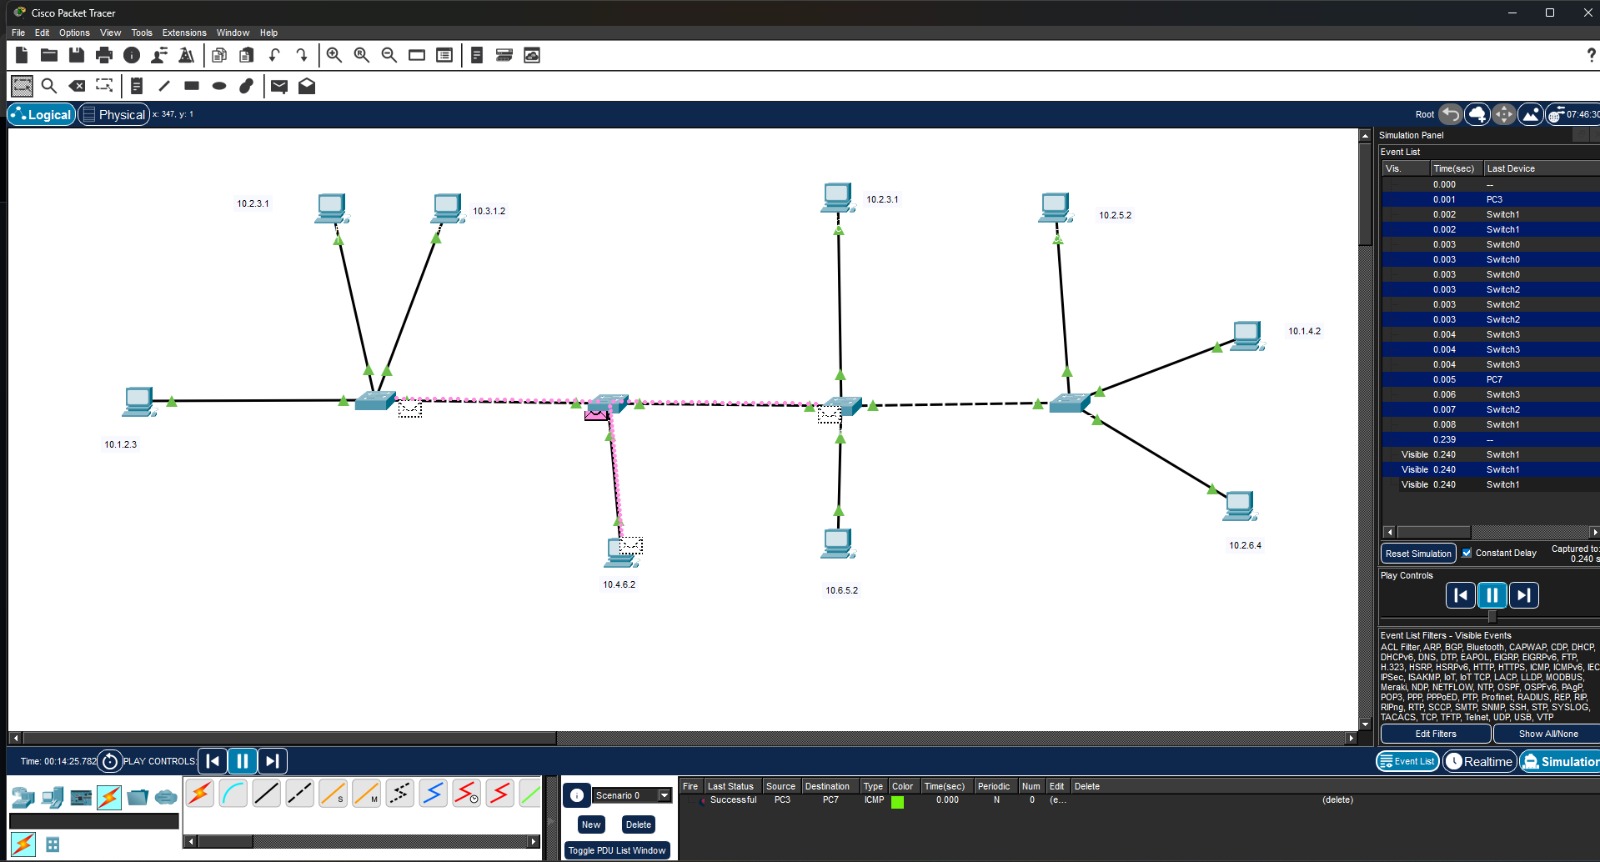 Cisco Packet Tracer
File Edit Options View Tools Extensions Window Help
?
Logical Physical x: 347, y: 1 Root 07:46:30
Simulation Panel
Event List
Vis. Time(sec) Last Device
0.000 --
0.001 PC3
0.002 Switch1
0.002 Switch1
0.003 Switch0
0.003 Switch0
0.003 Switch0
0.003 Switch2
0.003 Switch2
0.003 Switch2
0.004 Switch3
0.004 Switch3
0.004 Switch3
0.005 PC7
0.006 Switch3
0.007 Switch2
0.008 Switch1
0.239 --
Visible 0.240 Switch1
Visible 0.240 Switch1
Visible 0.240 Switch1
Reset Simulation Constant Delay Captured to:
0.240 s
Play Controls
Event List Filters - Visible Events
ACL Filter, ARP, BGP, Bluetooth, CAPWAP, CDP, DHCP,
DHCPv6, DNS, DTP, EAPOL, EIGRP, EIGRPv6, FTP,
H.323, HSRP, HSRPv6, HTTP, HTTPS, ICMP, ICMPv6, IEC
IPSec, ISAKMP, IoT, IoT TCP, LACP, LLDP, MODBUS,
Meraki, NDP, NETFLOW, NTP, OSPF, OSPFv6, PAgP,
POP3, PPP, PPPoED, PTP, Profinet, RADIUS, REP, RIP,
RIPng, RTP, SCCP, SMTP, SNMP, SSH, STP, SYSLOG,
TACACS, TCP, TFTP, Telnet, UDP, USB, VTP
Edit Filters Show All/None
Event List Realtime Simulation
10.2.3.1
10.3.1.2
10.2.3.1
10.2.5.2
10.1.4.2
10.1.2.3
10.4.6.2
10.6.5.2
10.2.6.4
Time: 00:14:25.782 PLAY CONTROLS:
S M
Scenario 0
New Delete
Toggle PDU List Window
Fire Last Status Source Destination Type Color Time(sec) Periodic Num Edit Delete
Successful PC3 PC7 ICMP 0.000 N 0 (e... (delete)